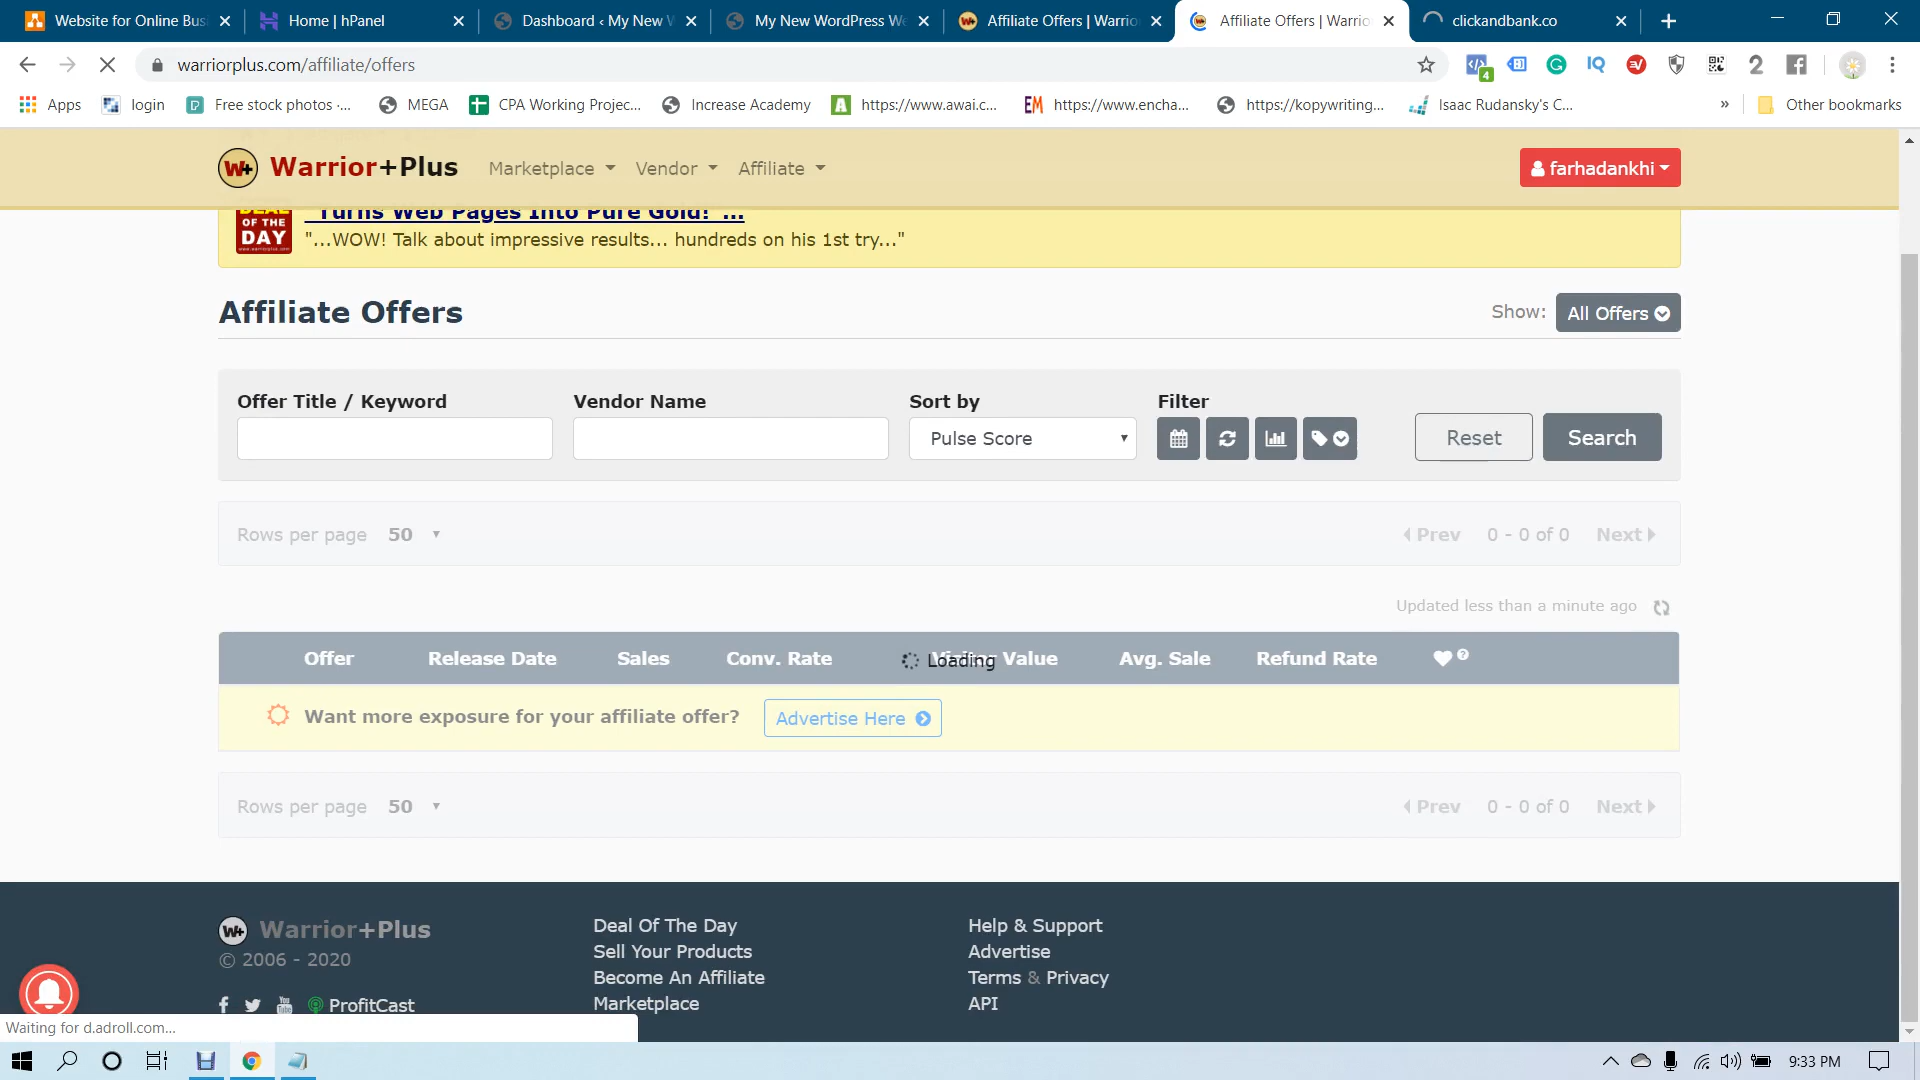 Website for Online Bus
Home | hPanel
Dashboard ‹ My New W
My New WordPress We
Affiliate Offers | Warrio
Affiliate Offers | Warrio
clickandbank.co
warriorplus.com/affiliate/offers
4
IQ
2
Apps
login
Free stock photos -...
MEGA
CPA Working Projec...
Increase Academy
https://www.awai.c...
EM
https://www.encha...
https://kopywriting...
Isaac Rudansky's C...
»
Other bookmarks
W+ Warrior+Plus
Marketplace
Vendor
Affiliate
farhadankhi
DEAL OF THE DAY
"Turns Web Pages Into Pure Gold!"...
"...WOW! Talk about impressive results... hundreds on his 1st try..."
Affiliate Offers
Show:
All Offers
Offer Title / Keyword
Vendor Name
Sort by
Filter
Pulse Score
Reset
Search
Rows per page 50
Prev
0 - 0 of 0
Next
Updated less than a minute ago
Offer
Release Date
Sales
Conv. Rate
Loading
Visitor Value
Avg. Sale
Refund Rate
Want more exposure for your affiliate offer?
Advertise Here
Rows per page 50
Prev
0 - 0 of 0
Next
W+ Warrior+Plus
© 2006 - 2020
ProfitCast
Deal Of The Day
Sell Your Products
Become An Affiliate
Marketplace
Help & Support
Advertise
Terms & Privacy
API
Waiting for d.adroll.com...
9:33 PM